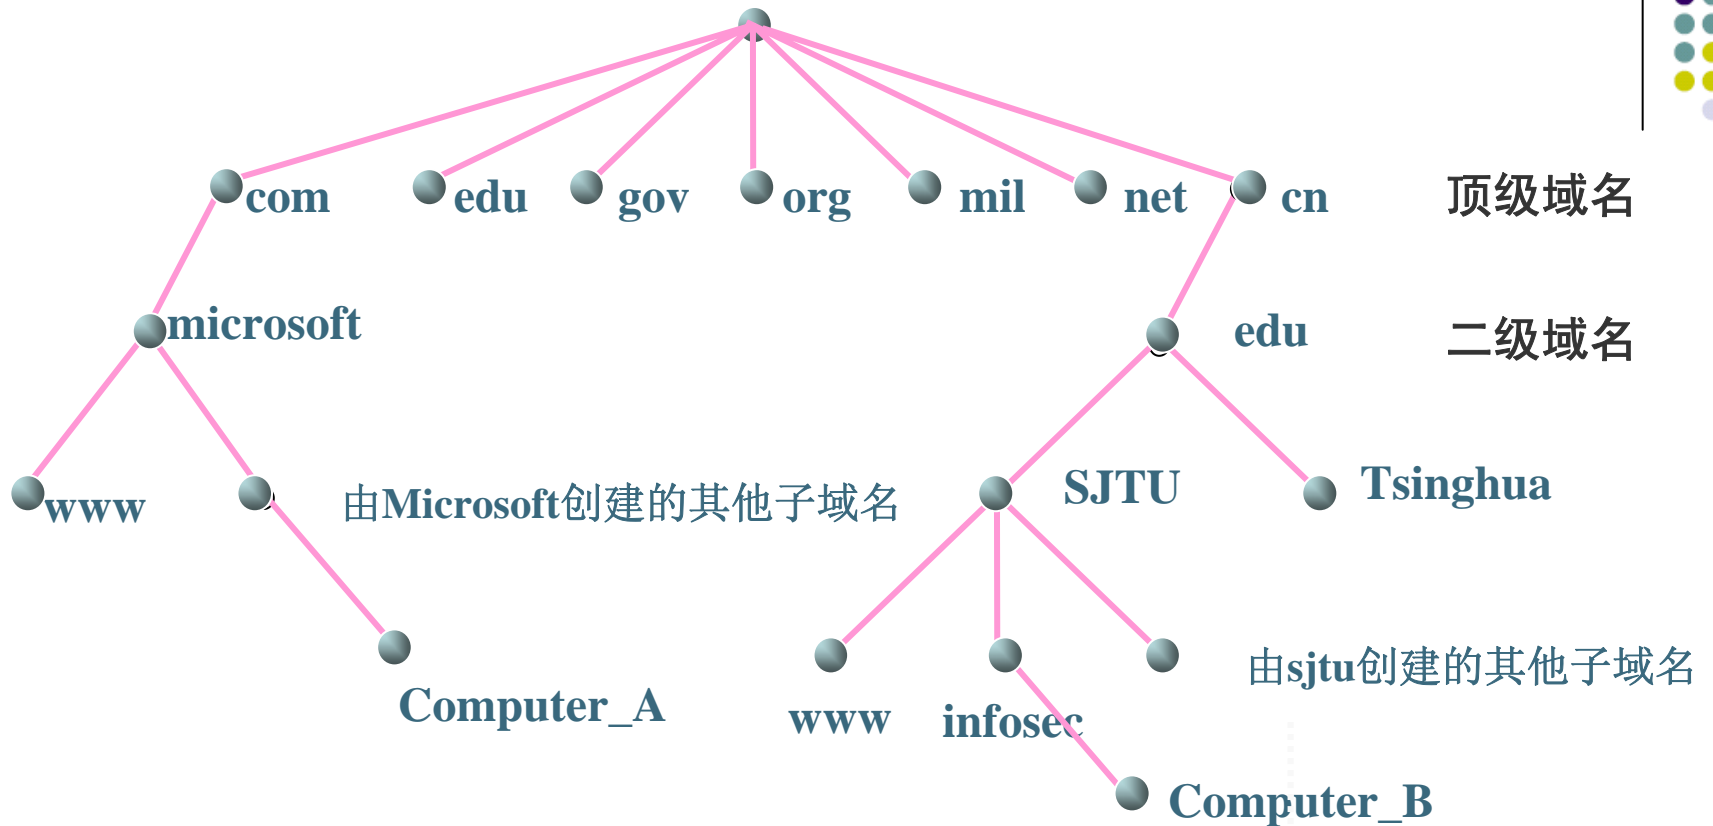 com edu gov org mil net cn 顶级域名
microsoft edu 二级域名
www 由Microsoft创建的其他子域名 SJTU Tsinghua
由sjtu创建的其他子域名
Computer_A www infosec
Computer_B